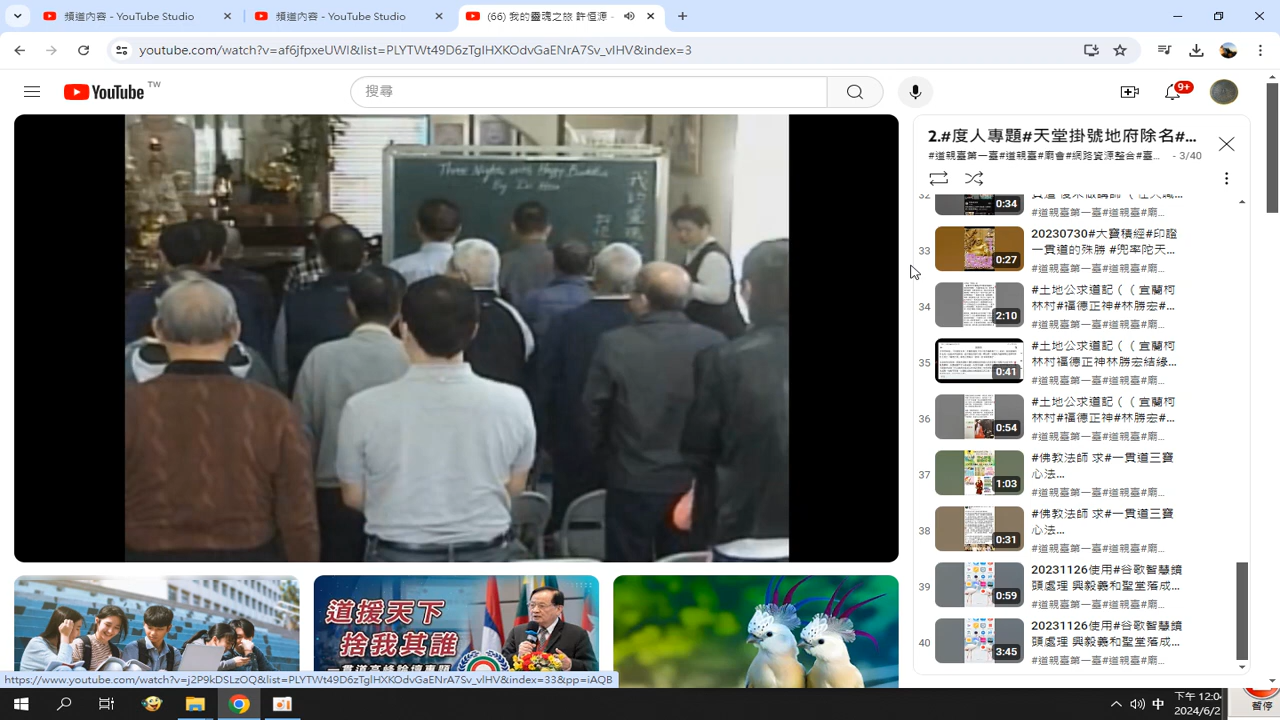 頻道內容 - YouTube Studio
頻道內容 - YouTube Studio
(66) 我的靈魂之旅 許恒源 -
youtube.com/watch?v=af6jfpxeUWI&list=PLYTWt49D6zTgIHXKOdvGaENrA7Sv_vIHV&index=3
YouTube TW
搜尋
9+
2.#度人專題#天堂掛號地府除名#...
#道親臺第一臺#道親臺#廟會#網路資源整合#臺... - 3/40
32
0:34
#道親臺第一臺#道親臺#廟...
33
0:27
20230730#大寶積經#印證
一貫道的殊勝 #兜率陀天...
#道親臺第一臺#道親臺#廟...
34
2:10
#土地公求道記（（宜蘭柯
林村#福德正神#林勝宏#...
#道親臺第一臺#道親臺#廟...
35
0:41
#土地公求道記（（宜蘭柯
林村福德正神林勝宏結緣...
#道親臺第一臺#道親臺#廟...
36
0:54
#土地公求道記（（宜蘭柯
林村#福德正神#林勝宏#...
#道親臺第一臺#道親臺#廟...
37
1:03
#佛教法師 求#一貫道三寶
心法...
#道親臺第一臺#道親臺#廟...
38
0:31
#佛教法師 求#一貫道三寶
心法...
#道親臺第一臺#道親臺#廟...
39
0:59
20231126使用#谷歌智慧鏡
頭處理 興毅義和聖堂落成...
#道親臺第一臺#道親臺#廟...
40
3:45
20231126使用#谷歌智慧鏡
頭處理 興毅義和聖堂落成...
#道親臺第一臺#道親臺#廟...
道援天下
捨我其誰
https://www.youtube.com/watch?v=j2P9KOSLzOQ&list=PLYTWt49D6zTgIHXKOdvGaENrA7Sv_vIHV&index=33&pp=iAQB
中
下午 12:0
2024/6/2
暫停